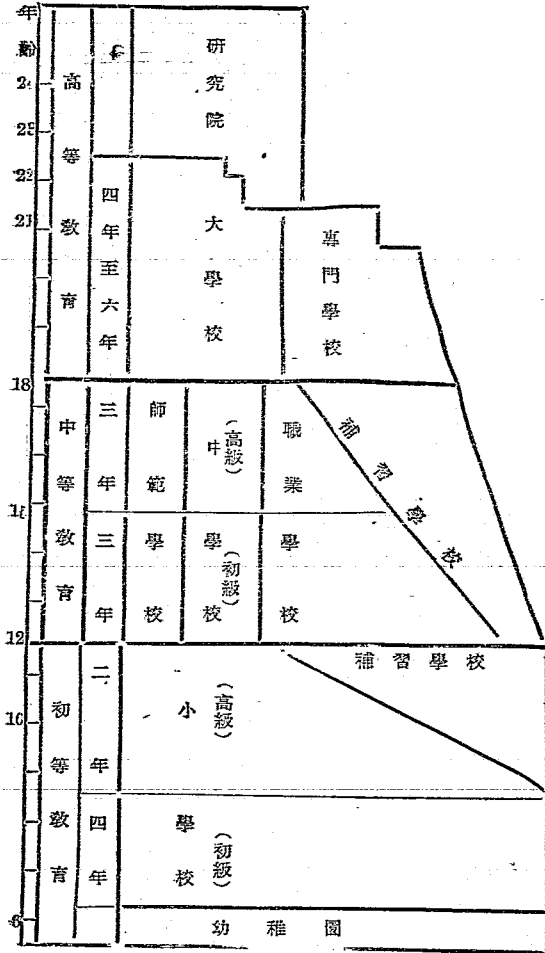 年齡
24
23
22
21
18
12
10
6
高等教育
研究院
四年至六年
大學校
專門學校
中等教育
三年
三年
師範學校
中學校
(高級)
(初級)
職業學校
補習學校
補習學校
初等教育
二年
四年
小學校
(高級)
(初級)
幼稚園